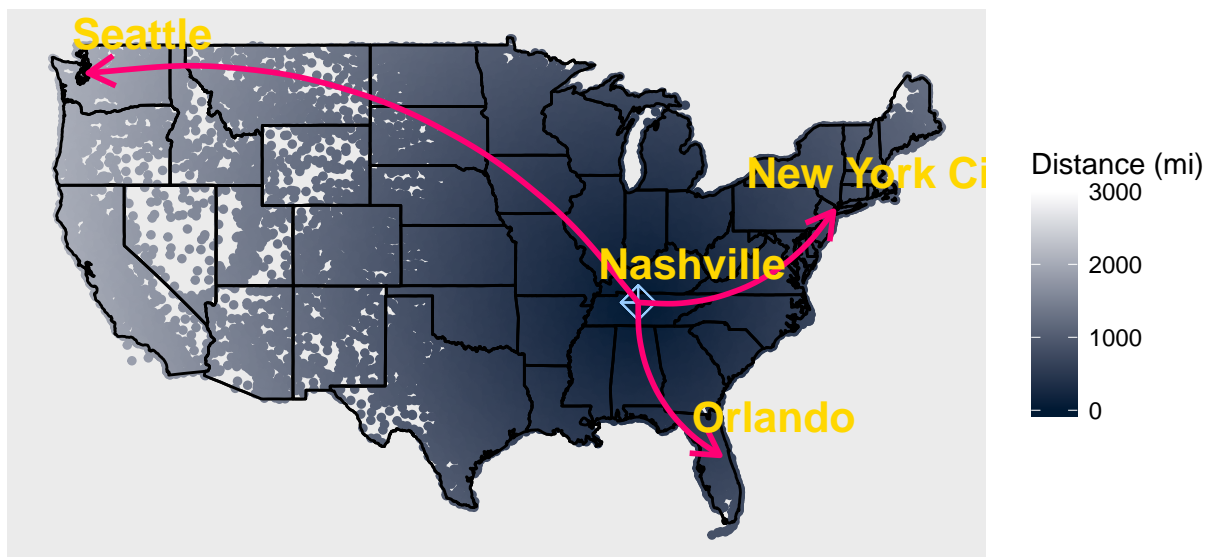 Seattle
New York Ci
Nashville
Orlando
Distance (mi)
3000
2000
1000
0